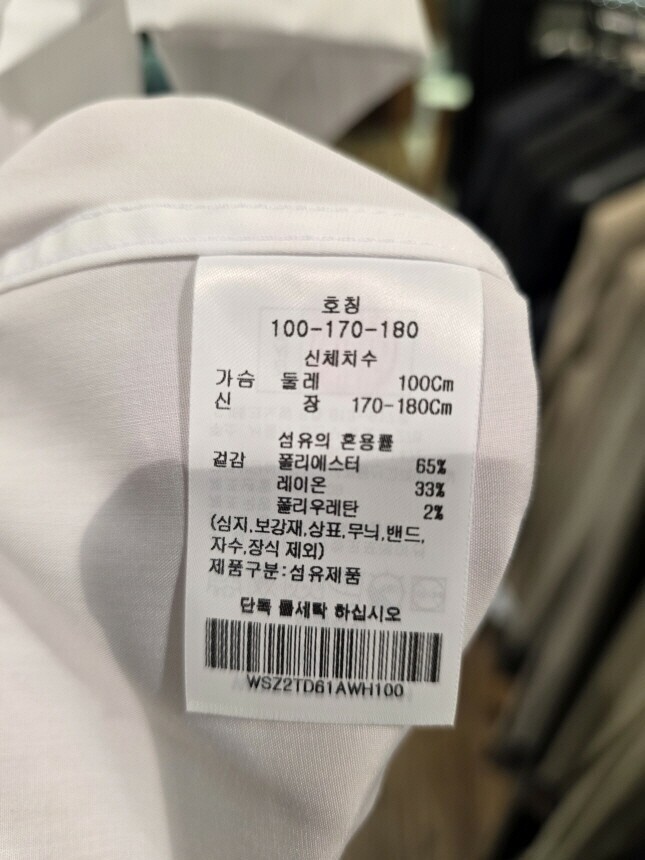 호칭
100-170-180
신체치수
가슴 둘레 100Cm
신 장 170-180Cm
섬유의 혼용률
겉감 폴리에스터 65%
레이온 33%
폴리우레탄 2%
(심지,보강재,상표,무늬,밴드,
자수,장식 제외)
제품구분:섬유제품
단독 물세탁 하십시오
WSZ2TD61AWH100